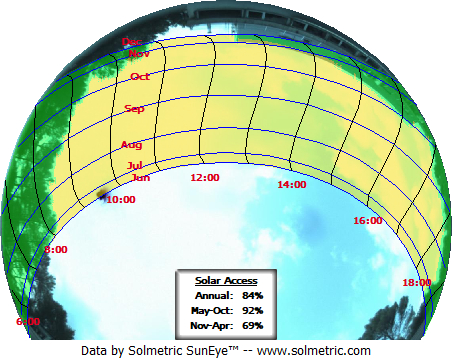 Dec
Nov
Oct
Sep
Aug
Jul
Jun
6:00
8:00
10:00
12:00
14:00
16:00
18:00
Solar Access
Annual: 84%
May-Oct: 92%
Nov-Apr: 69%
Data by Solmetric SunEye™ -- www.solmetric.com